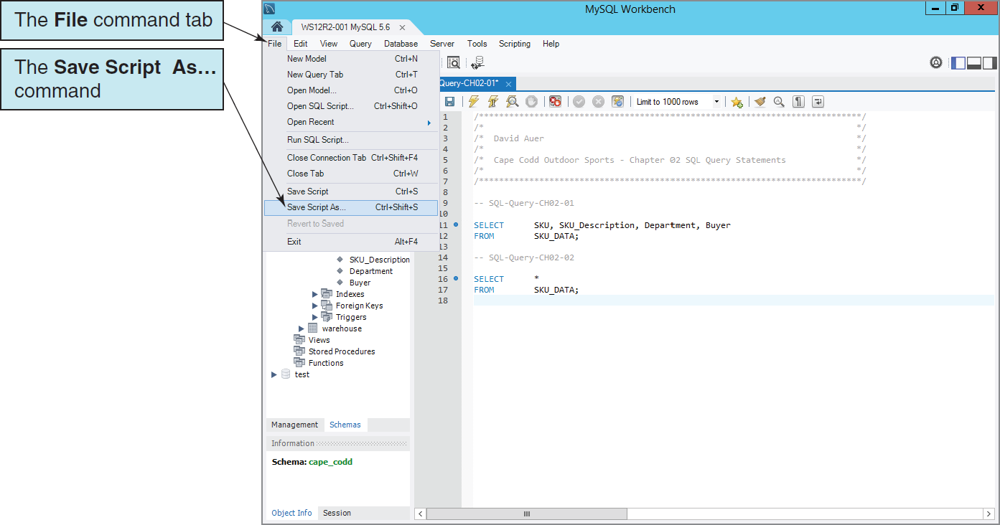 The File command tab
The Save Script As...
command
MySQL Workbench
WS12R2-001 MySQL 5.6
File Edit View Query Database Server Tools Scripting Help
New Model Ctrl+N
New Query Tab Ctrl+T
Open Model... Ctrl+O
Open SQL Script... Ctrl+Shift+O
Open Recent
Run SQL Script...
Close Connection Tab Ctrl+Shift+F4
Close Tab Ctrl+W
Save Script Ctrl+S
Save Script As... Ctrl+Shift+S
Revert to Saved
Exit Alt+F4
SKU_Description
Department
Buyer
Indexes
Foreign Keys
Triggers
warehouse
Views
Stored Procedures
Functions
test
Management Schemas
Information
Schema: cape_codd
Object Info Session
Query-CH02-01*
Limit to 1000 rows
1 /****************************************************************************/
2 /* */
3 /* David Auer */
4 /* */
5 /* Cape Codd Outdoor Sports - Chapter 02 SQL Query Statements */
6 /* */
7 /****************************************************************************/
8
9 -- SQL-Query-CH02-01
10
11 SELECT SKU, SKU_Description, Department, Buyer
12 FROM SKU_DATA;
13
14 -- SQL-Query-CH02-02
15
16 SELECT *
17 FROM SKU_DATA;
18